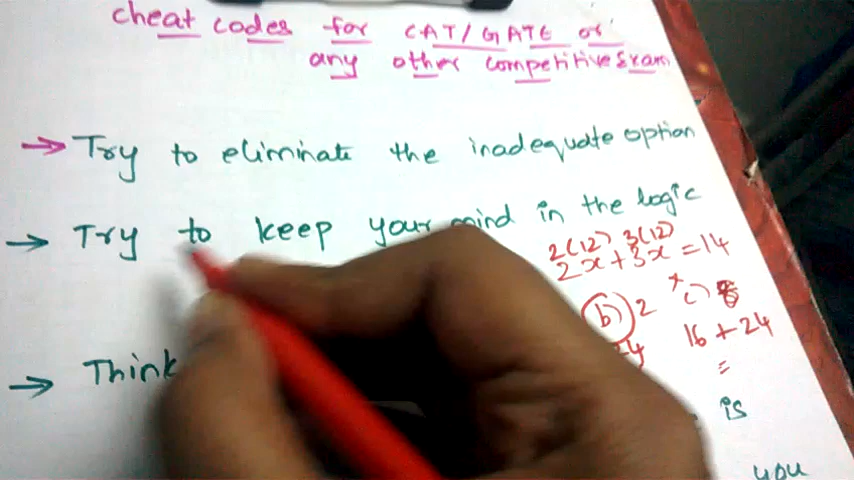 cheat codes for CAT/GATE or
any other competitive Exam
→ Try to eliminate the inadequate option
→ Try to keep your mind in the logic
2(12) 3(12)
2x+3x =14
b) 2
c)
16 + 24
=
→ Think
is
you